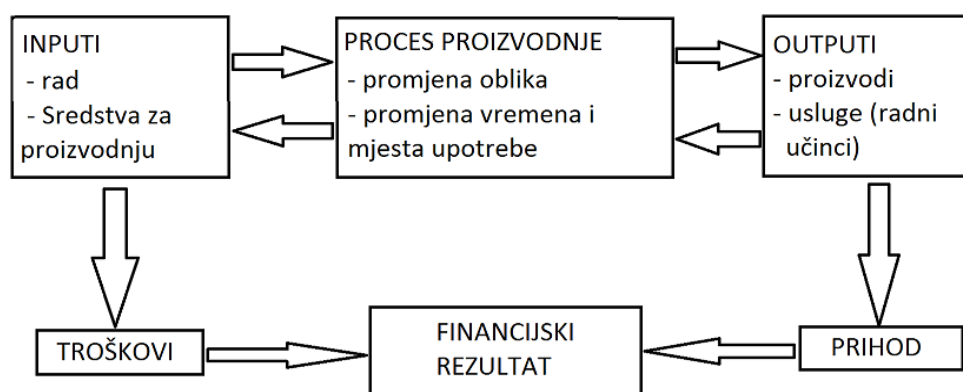 INPUTI
- rad
- Sredstva za
proizvodnju
PROCES PROIZVODNJE
- promjena oblika
- promjena vremena i
mjesta upotrebe
OUTPUTI
- proizvodi
- usluge (radni
učinci)
TROŠKOVI
FINANCIJSKI
REZULTAT
PRIHOD